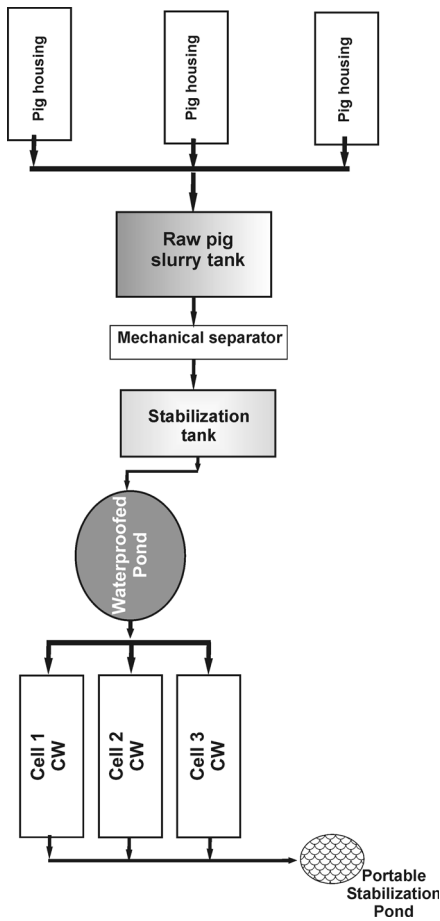 Pig housing
Pig housing
Pig housing
Raw pig
slurry tank
Mechanical separator
Stabilization
tank
Waterproofed
Pond
Cell 1
CW
Cell 2
CW
Cell 3
CW
Portable
Stabilization
Pond